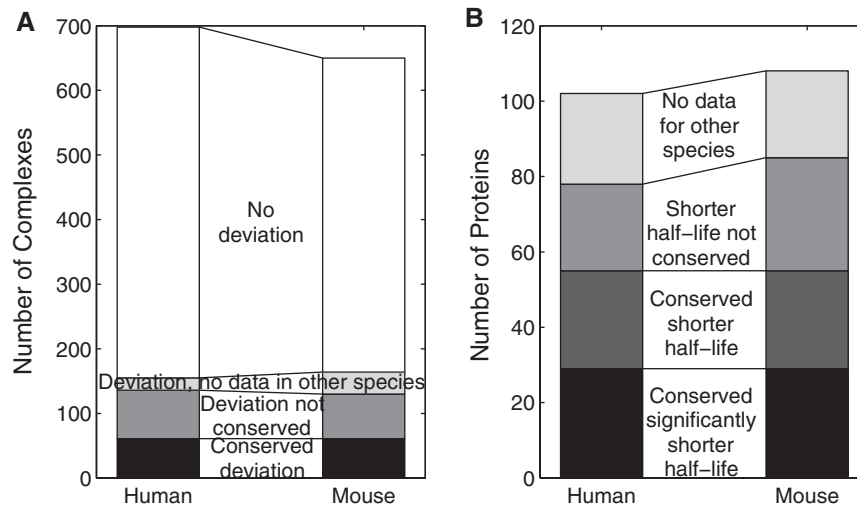 A
700
600
500
400
300
200
100
0
Number of Complexes
No
deviation
Deviation, no data in other species
Deviation not
conserved
Conserved
deviation
Human
Mouse
B
120
100
80
60
40
20
0
Number of Proteins
No data
for other
species
Shorter
half−life not
conserved
Conserved
shorter
half−life
Conserved
significantly
shorter
half−life
Human
Mouse